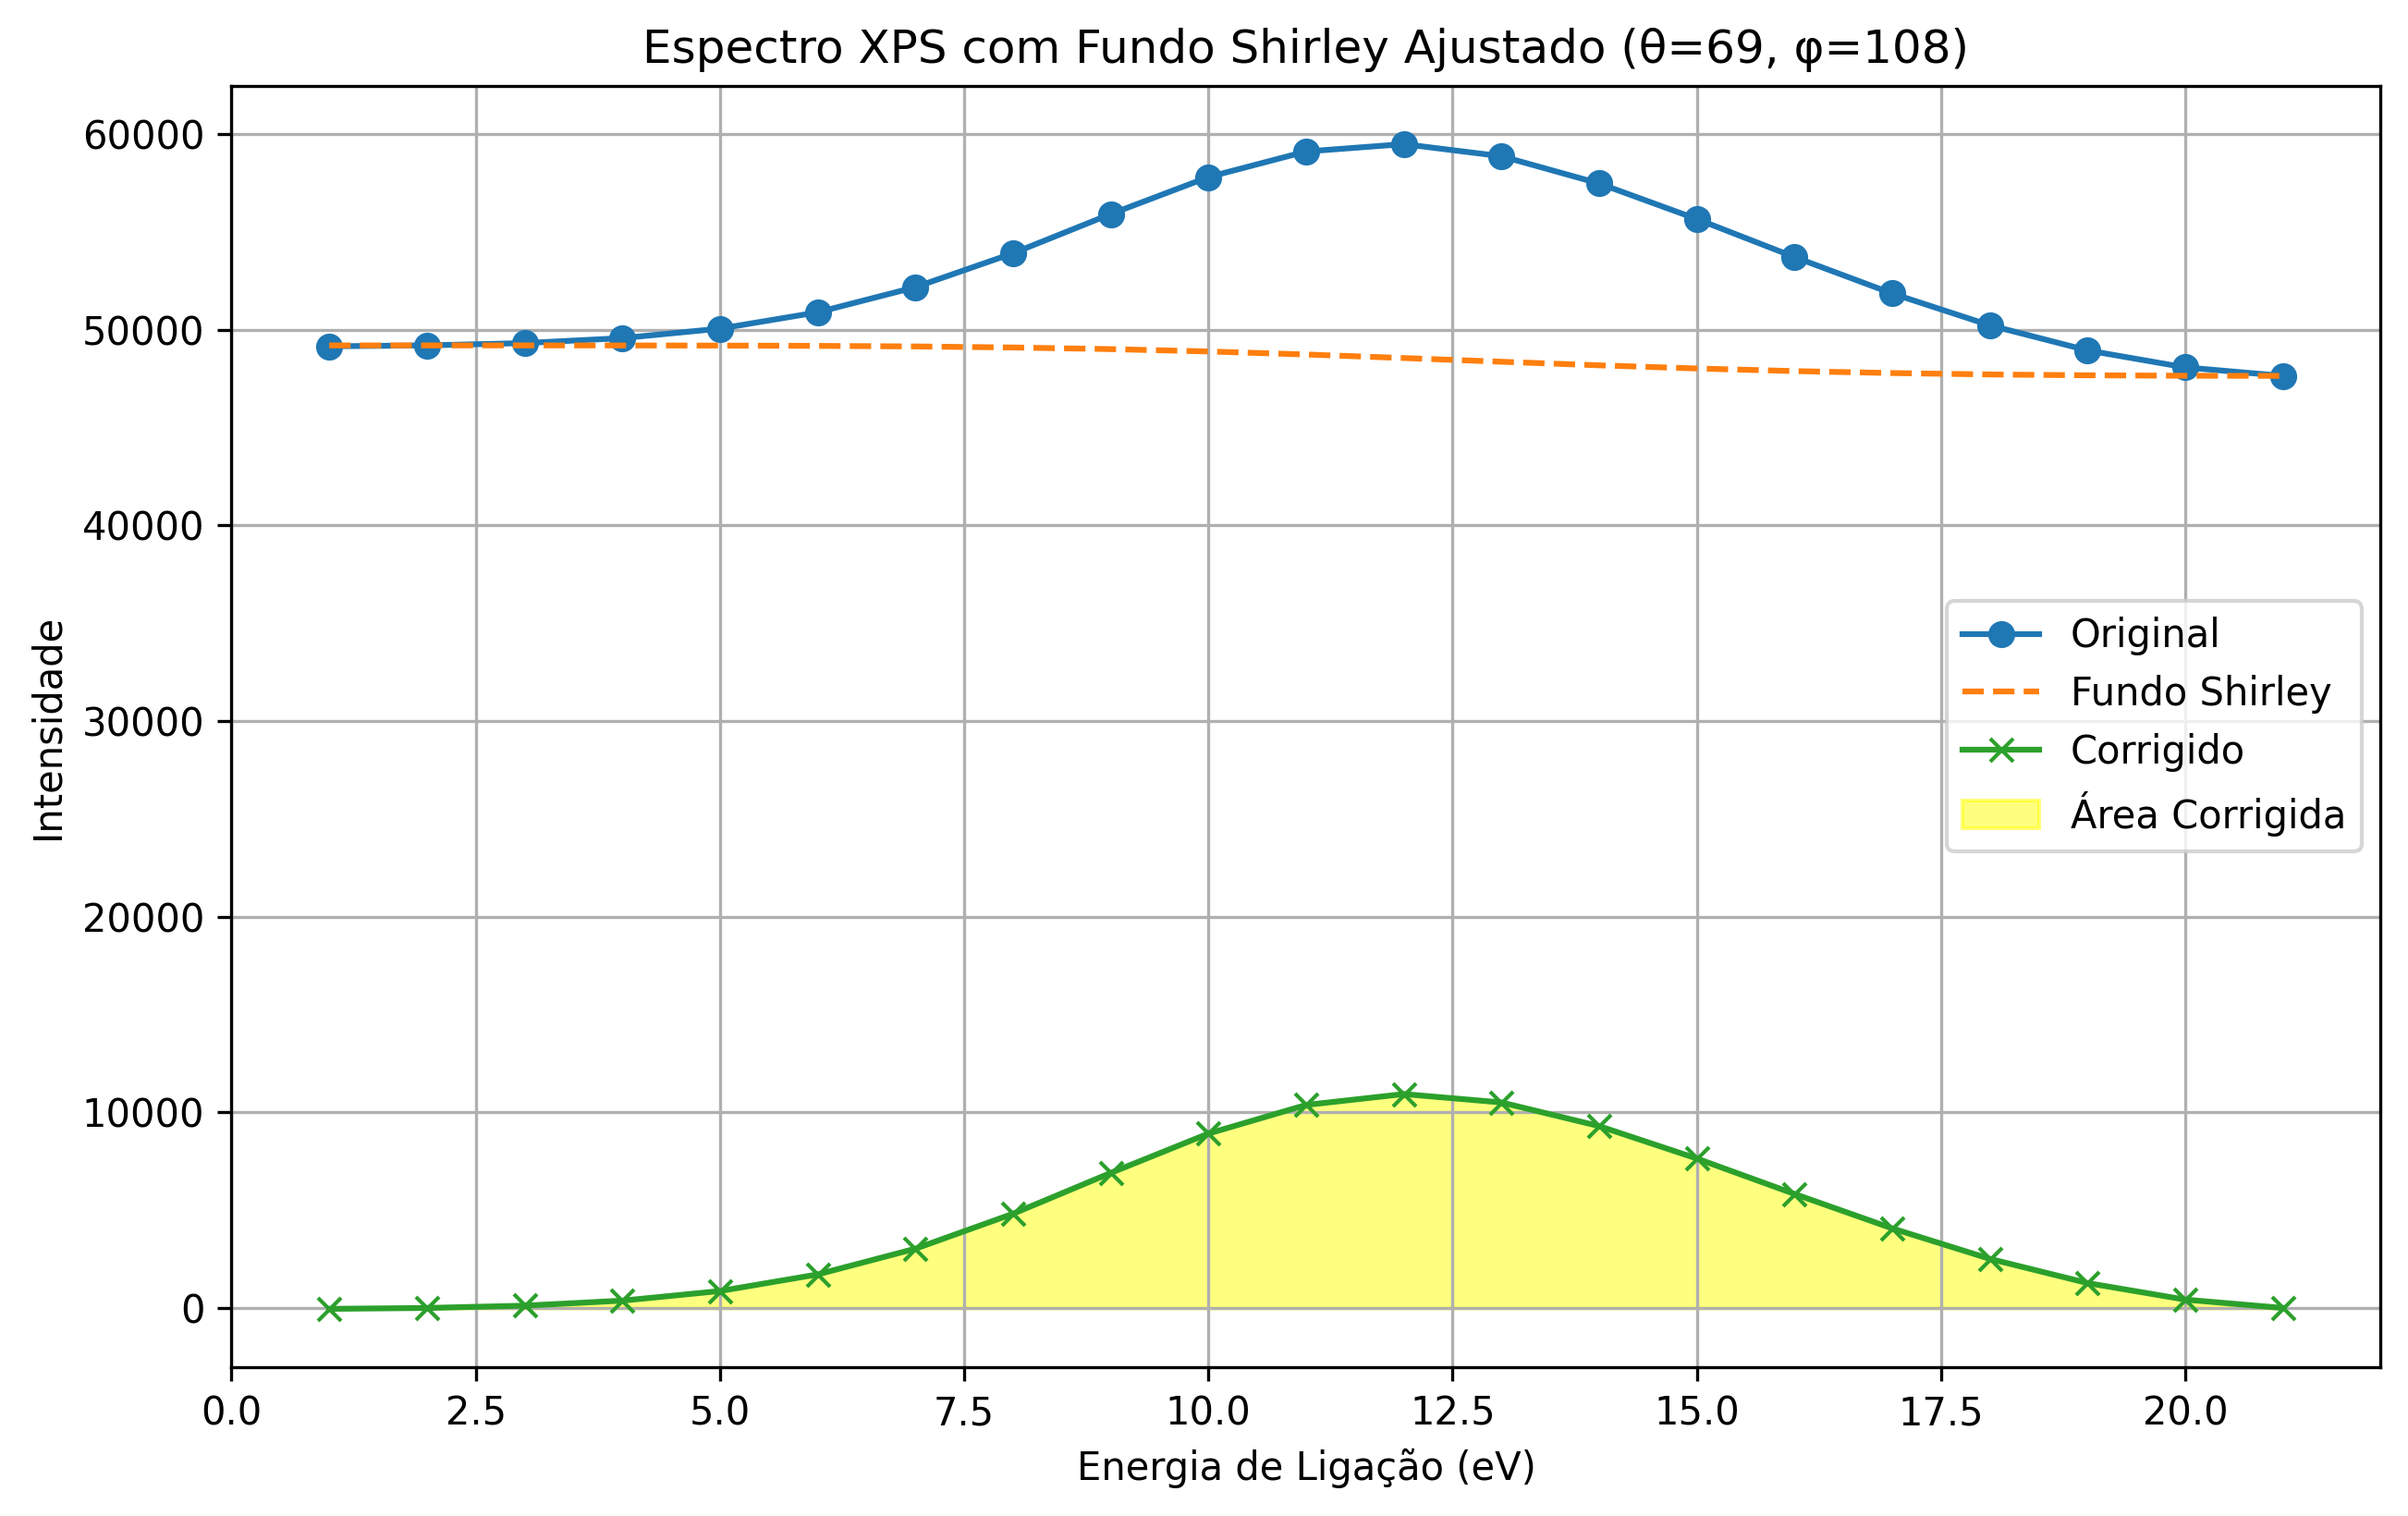 Espectro XPS com Fundo Shirley Ajustado (θ=69, φ=108)
60000
50000
40000
30000
20000
10000
0
Intensidade
Original
Fundo Shirley
Corrigido
Área Corrigida
0.0 2.5 5.0 7.5 10.0 12.5 15.0 17.5 20.0
Energia de Ligação (eV)